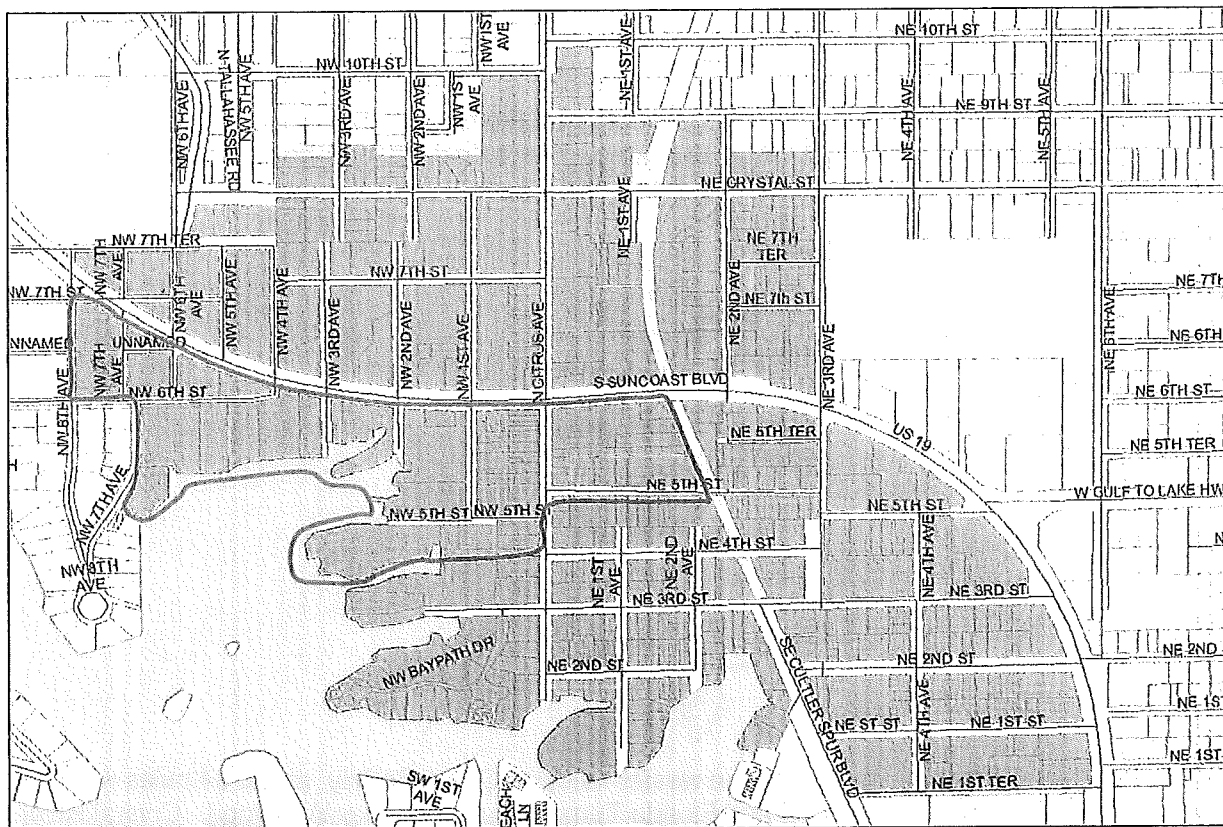 NE 10TH ST
NW 1ST AVE
NE 1ST AVE
N TALLAHASSEE RD
NW 5TH AVE
NW 6TH AVE
NW 10TH ST
NW 3RD AVE
NW 2ND AVE
NW 1ST AVE
NE 9TH ST
NE 4TH AVE
NE 5TH AVE
NE CRYSTAL ST
NE 1ST AVE
NW 7TH TER
NW 7TH AVE
NW 7TH ST
NW 6TH AVE
NW 5TH AVE
NW 4TH AVE
NW 7TH ST
NE 7TH TER
NE 2ND AVE
NE 7th ST
NE 7TH
UNNAMED
NW 7TH AVE
NW 3RD AVE
NW 2ND AVE
NW 1ST AVE
N CITRUS AVE
NE 3RD AVE
NE 6TH AVE
NE 6TH
NW 6TH ST
NW 8TH AVE
S SUNCOAST BLVD
NE 6TH ST
US 19
NE 5TH TER
NE 5TH TER
NE 5TH ST
W GULF TO LAKE HW
NW 7TH AVE
NW 5TH ST
NW 5TH ST
NE 5TH ST
NE 4TH ST
NE 1ST AVE
NE 2ND AVE
NE 4TH AVE
NW 8TH AVE
NE 3RD ST
NE 3RD ST
NW BAYPATH DR
NE 2ND ST
SE CUTLER SPUR BLVD
NE 2ND ST
NE 2ND
NE 4TH AVE
NE ST ST
NE 1ST ST
NE 1ST
NE 1ST TER
NE 1ST
SW 1ST AVE
EACH LN